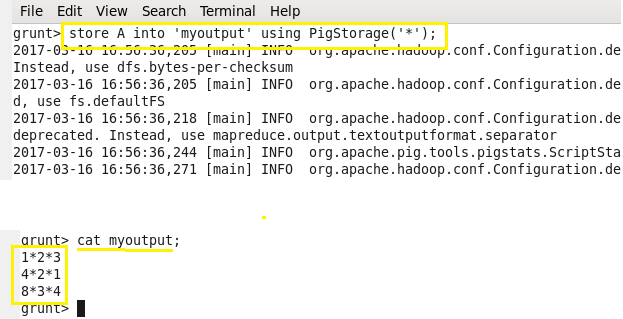 File Edit View Search Terminal Help
grunt> store A into 'myoutput' using PigStorage('*');
2017-03-16 16:56:36,205 [main] INFO org.apache.hadoop.conf.Configuration.de
Instead, use dfs.bytes-per-checksum
2017-03-16 16:56:36,205 [main] INFO org.apache.hadoop.conf.Configuration.de
d, use fs.defaultFS
2017-03-16 16:56:36,218 [main] INFO org.apache.hadoop.conf.Configuration.de
deprecated. Instead, use mapreduce.output.textoutputformat.separator
2017-03-16 16:56:36,244 [main] INFO org.apache.pig.tools.pigstats.ScriptSta
2017-03-16 16:56:36,271 [main] INFO org.apache.hadoop.conf.Configuration.de
grunt> cat myoutput;
1*2*3
4*2*1
8*3*4
grunt>